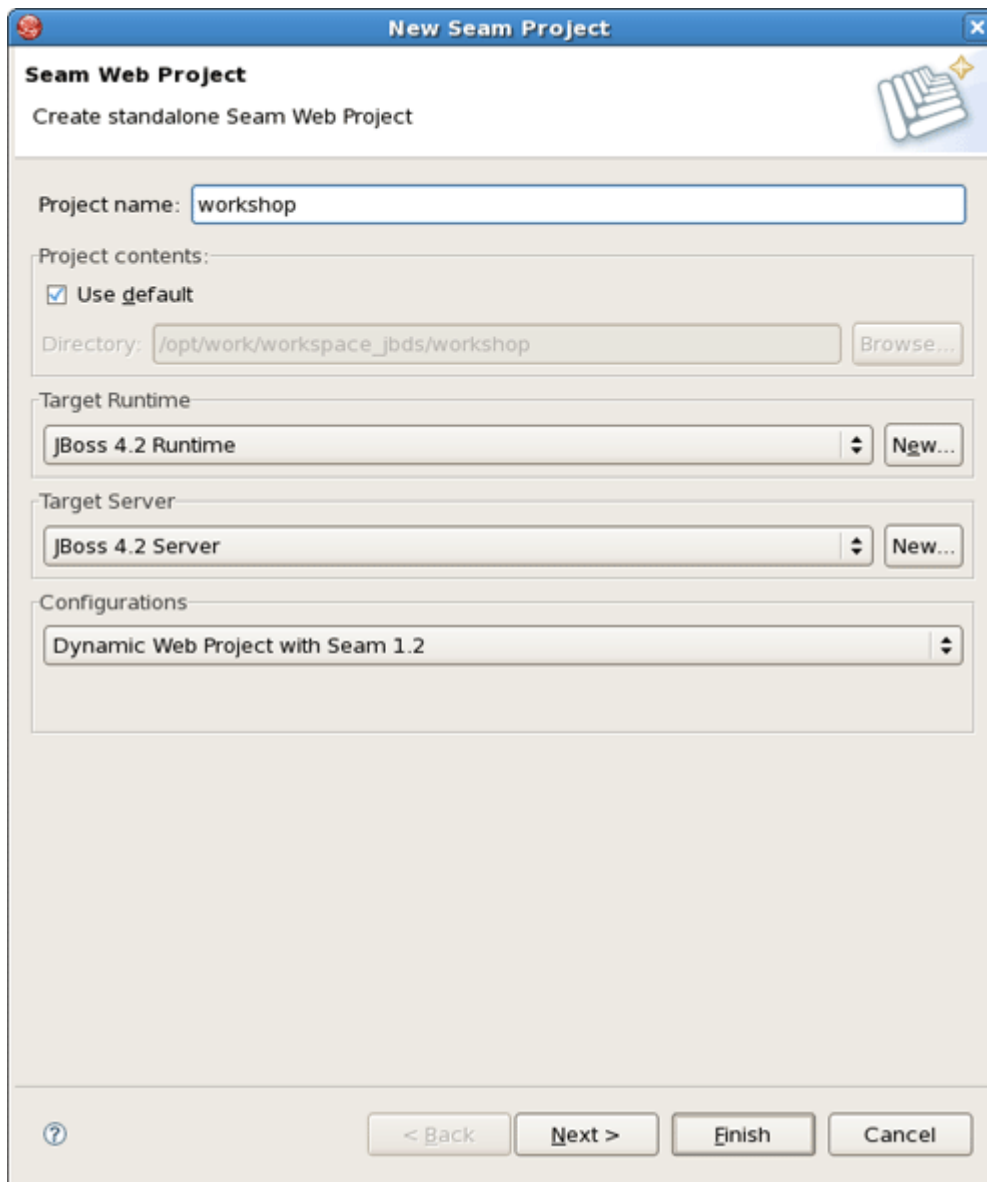 New Seam Project
Seam Web Project
Create standalone Seam Web Project
Project name: workshop
Project contents:
Use default
Directory: /opt/work/workspace_jbds/workshop Browse...
Target Runtime
JBoss 4.2 Runtime New...
Target Server
JBoss 4.2 Server New...
Configurations
Dynamic Web Project with Seam 1.2
? < Back Next > Finish Cancel